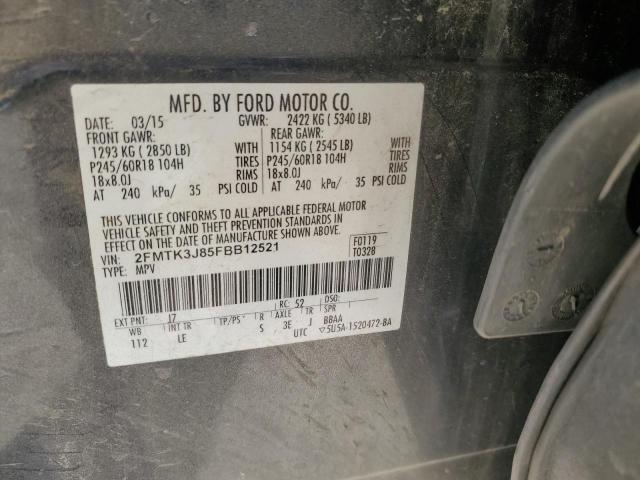 MFD. BY FORD MOTOR CO.
DATE: 03/15 GVWR: 2422 KG ( 5340 LB)
FRONT GAWR: REAR GAWR:
1293 KG ( 2850 LB) WITH 1154 KG ( 2545 LB) WITH
P245/60R18 104H TIRES P245/60R18 104H TIRES
18x8.0J RIMS 18x8.0J RIMS
AT 240 kPa/ 35 PSI COLD AT 240 kPa/ 35 PSI COLD
THIS VEHICLE CONFORMS TO ALL APPLICABLE FEDERAL MOTOR
VEHICLE SAFETY AND THEFT PREVENTION STANDARDS IN
EFFECT ON THE DATE OF MANUFACTURE SHOWN ABOVE.
VIN: 2FMTK3J85FBB12521 F0119
TYPE: MPV T0328
EXT PNT: J7 RC: 52 DSO:
WB INT TR TP/PS R AXLE TR SPR
112 LE S 3E J BBAA
UTC ▽5U5A-1520472-BA